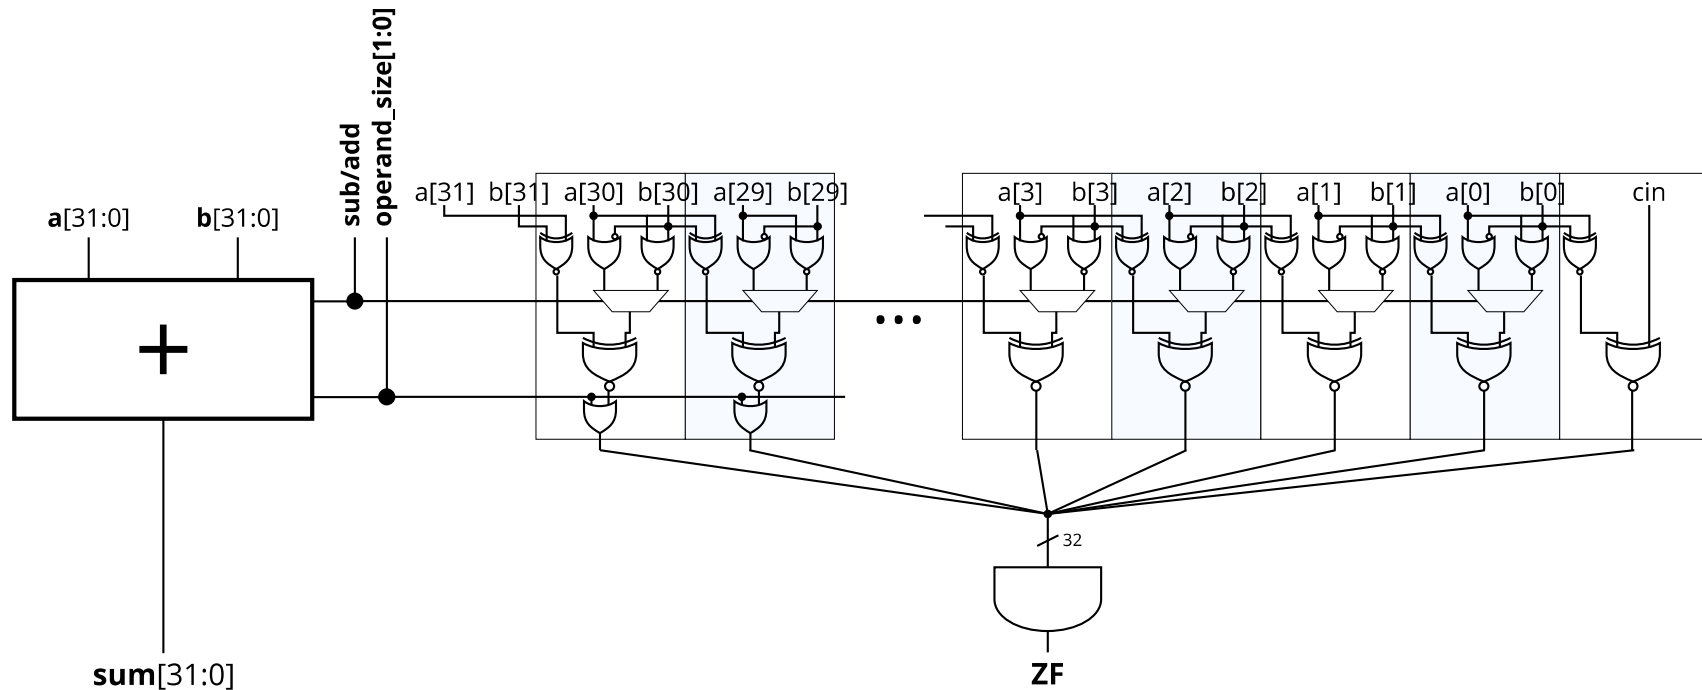 sub/add
operand_size[1:0]
a[31:0]
b[31:0]
a[31]
b[31]
a[30]
b[30]
a[29]
b[29]
a[3]
b[3]
a[2]
b[2]
a[1]
b[1]
a[0]
b[0]
cin
+
...
32
sum[31:0]
ZF